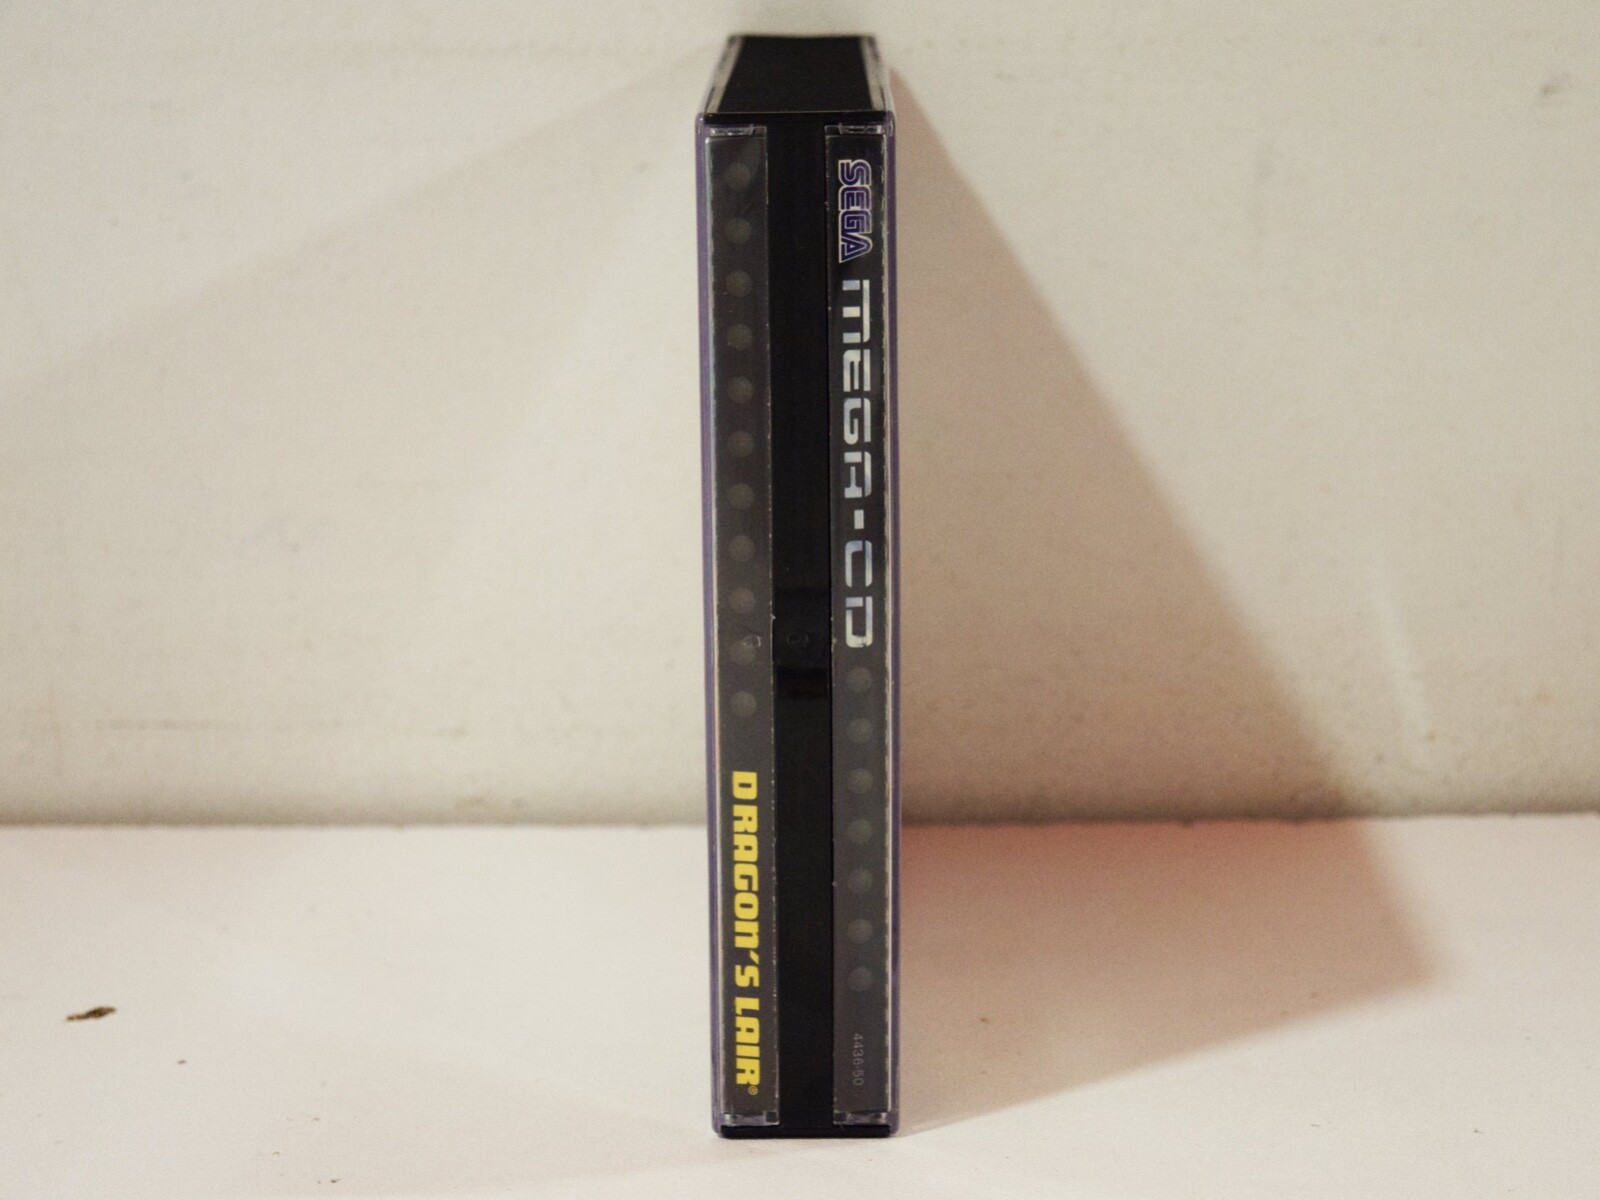 SEGA MEGA-CD
4436-50
DRAGON'S LAIR®